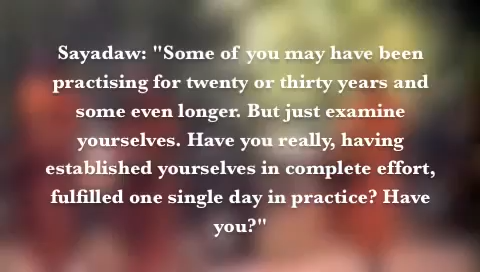 Sayadaw: "Some of you may have been
practising for twenty or thirty years and
some even longer. But just examine
yourselves. Have you really, having
established yourselves in complete effort,
fulfilled one single day in practice? Have
you?"